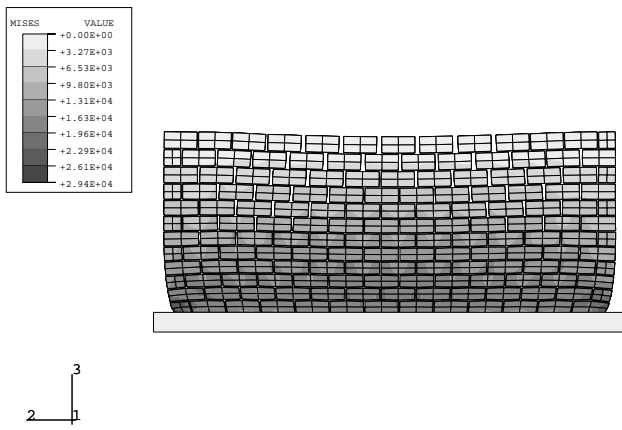 MISES VALUE
+0.00E+00
+3.27E+03
+6.53E+03
+9.80E+03
+1.31E+04
+1.63E+04
+1.96E+04
+2.29E+04
+2.61E+04
+2.94E+04
3
2 1